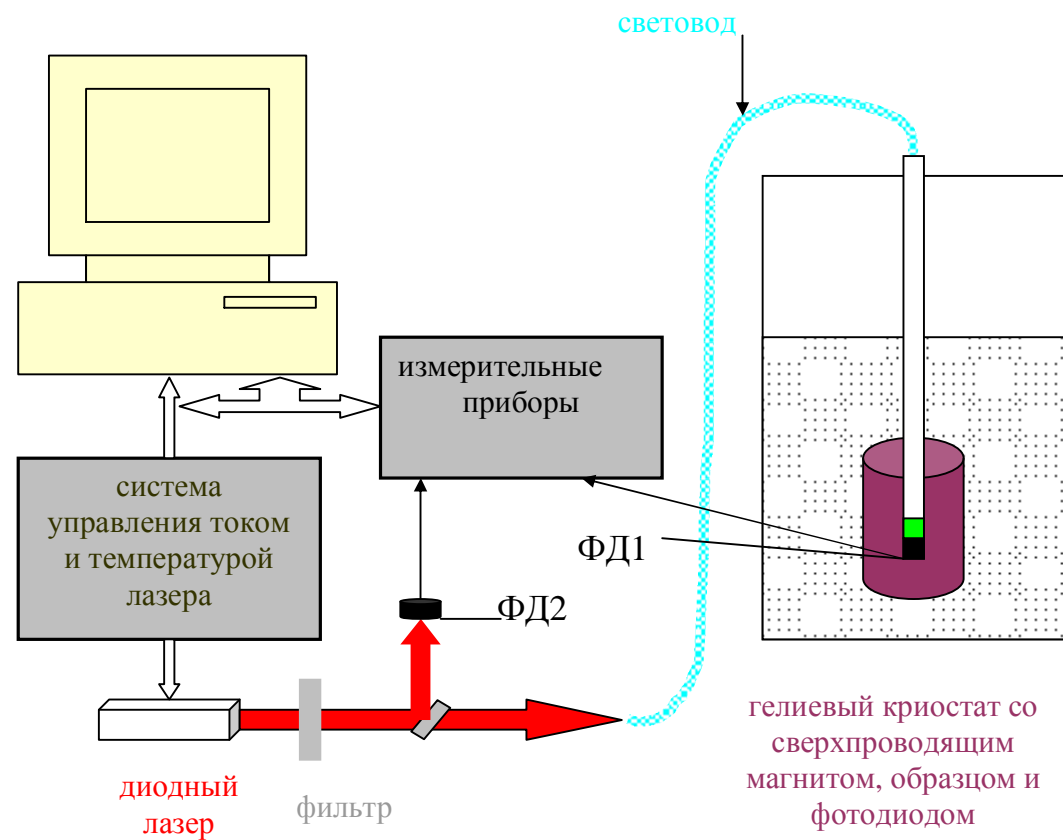 световод
измерительные
приборы
система
управления током
и температурой
лазера
ФД1
ФД2
диодный
лазер
фильтр
гелиевый криостат со
сверхпроводящим
магнитом, образцом и
фотодиодом